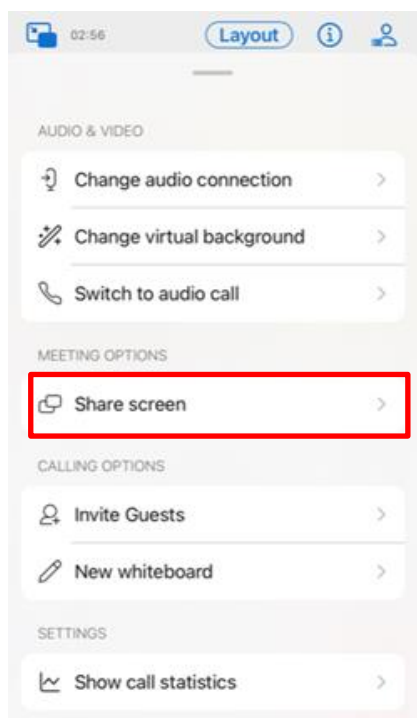 02:56 Layout
AUDIO & VIDEO
Change audio connection
Change virtual background
Switch to audio call
MEETING OPTIONS
Share screen
CALLING OPTIONS
Invite Guests
New whiteboard
SETTINGS
Show call statistics